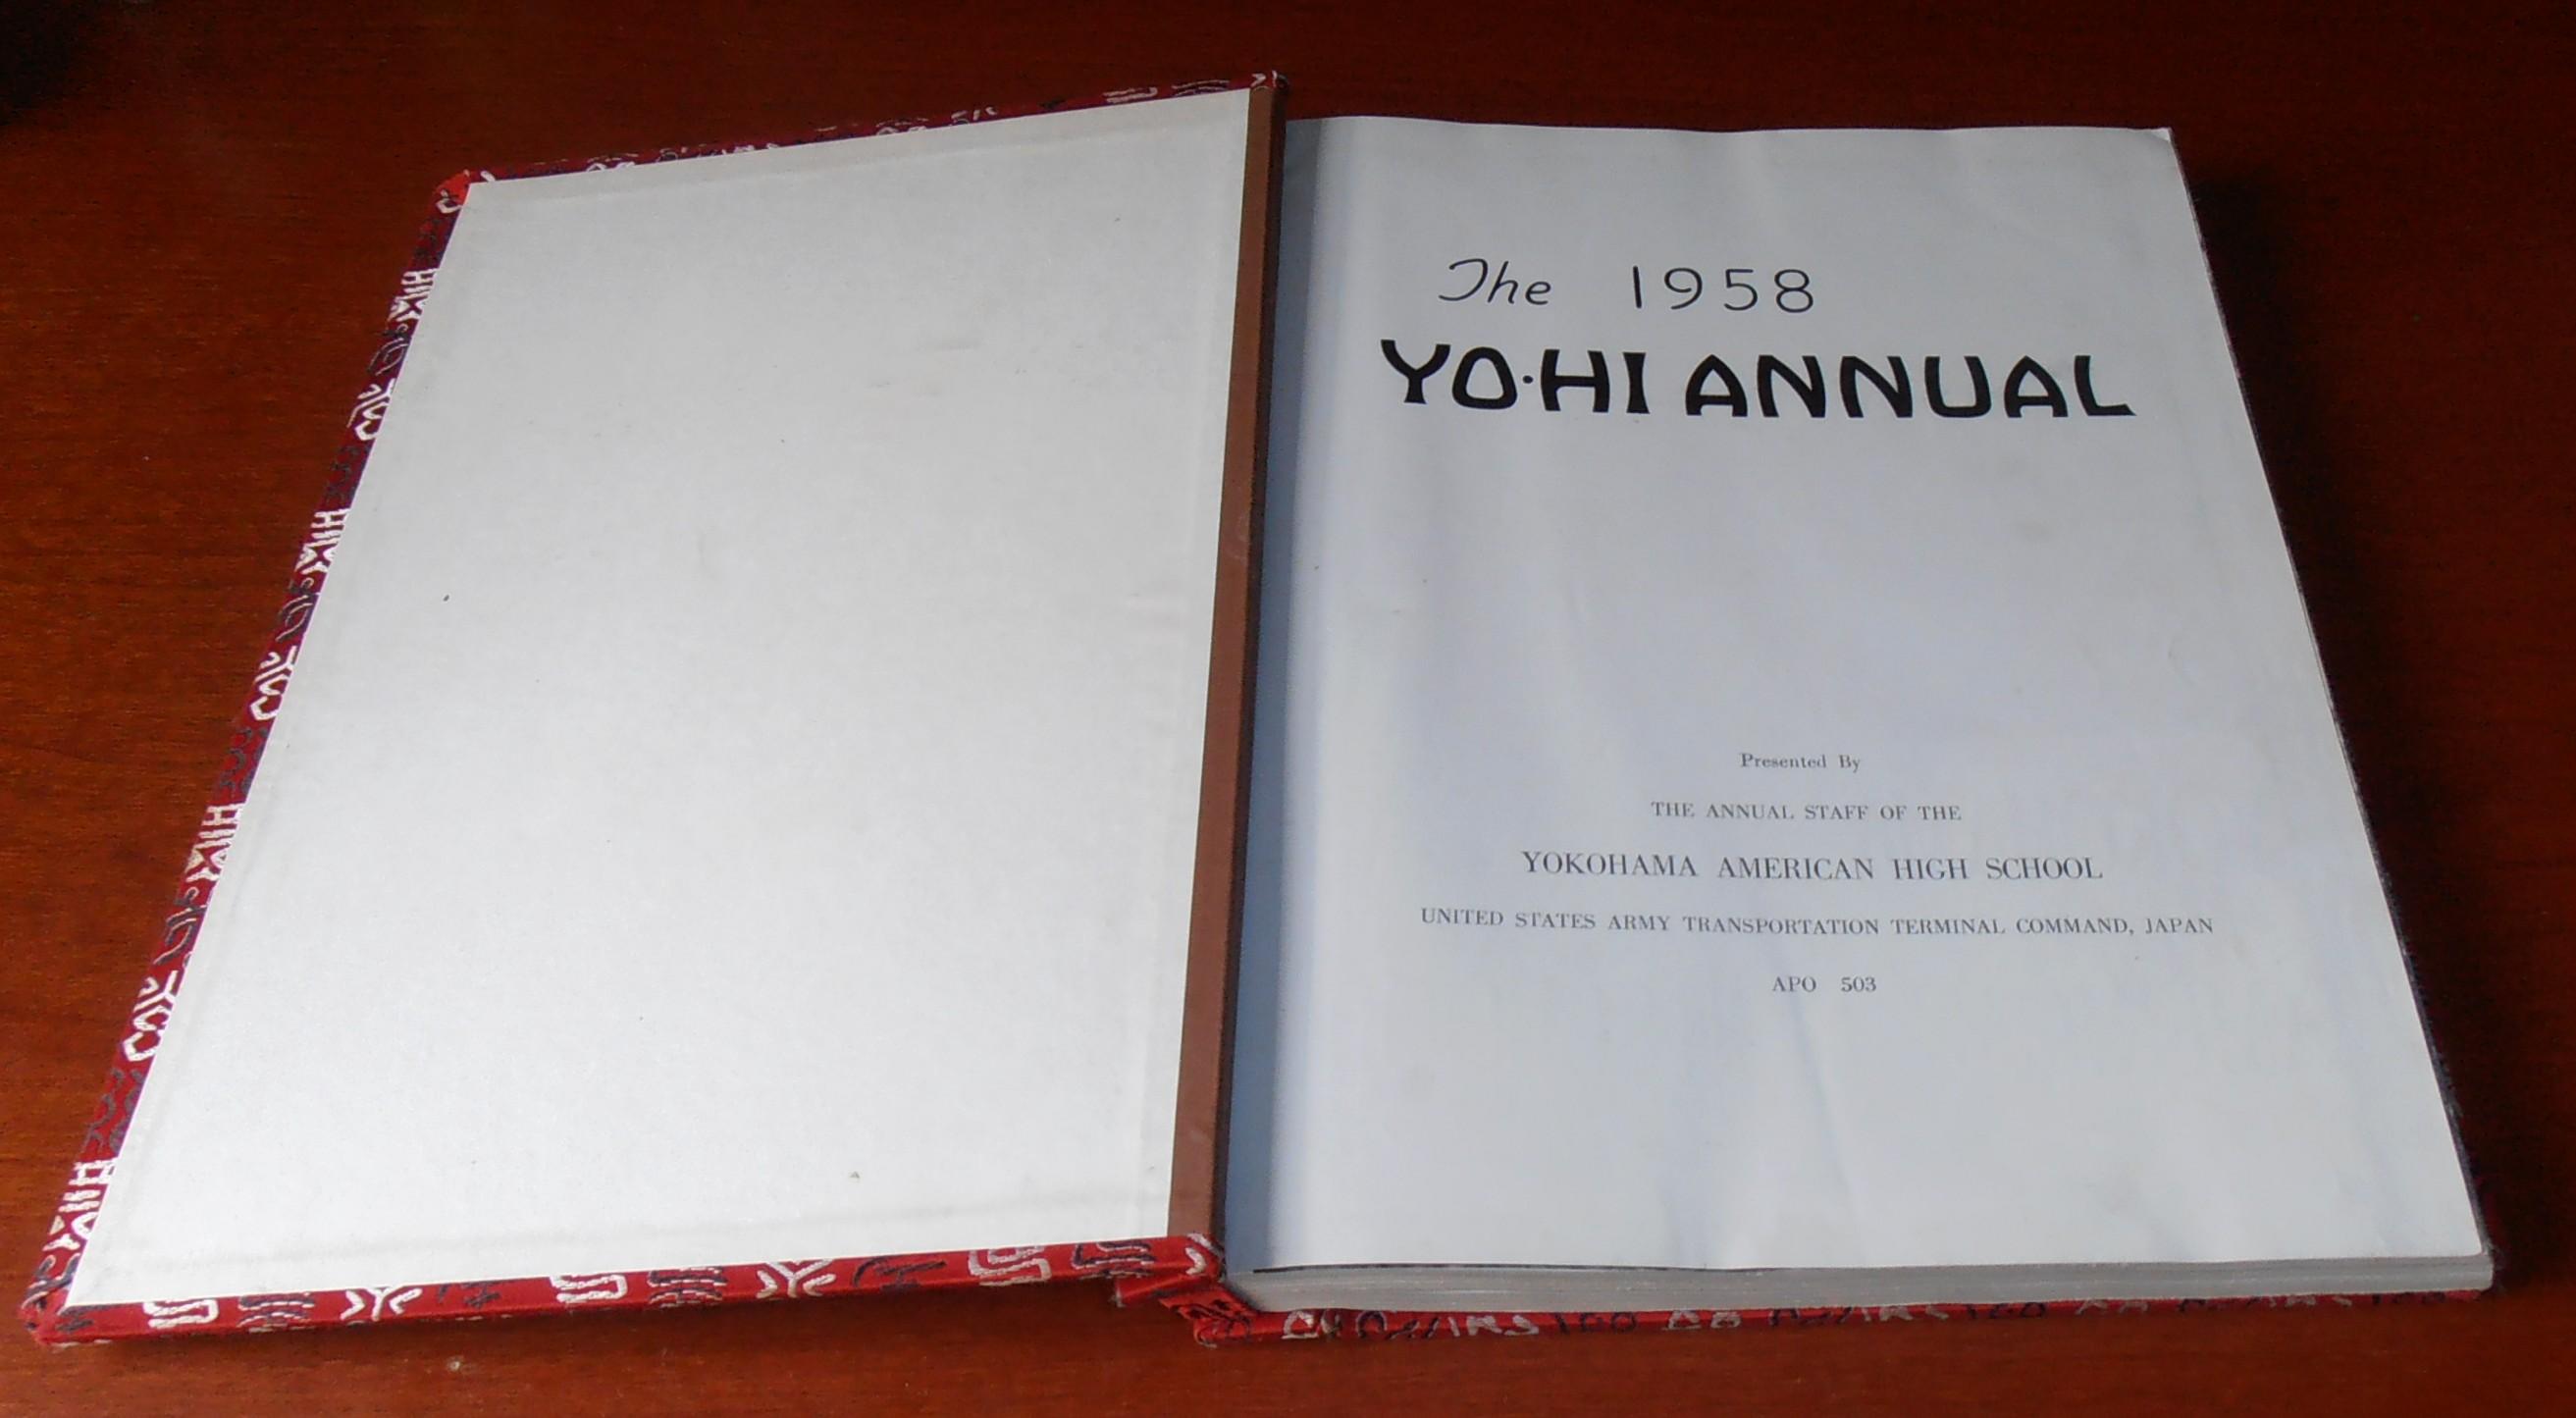 The 1958
YO·HI ANNUAL
Presented By
THE ANNUAL STAFF OF THE
YOKOHAMA AMERICAN HIGH SCHOOL
UNITED STATES ARMY TRANSPORTATION TERMINAL COMMAND, JAPAN
APO 503